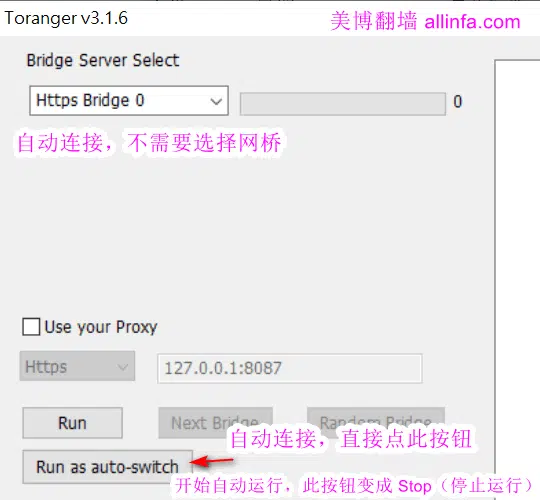 Toranger v3.1.6
美博翻墙 allinfa.com
Bridge Server Select
Https Bridge 0
0
自动连接，不需要选择网桥
Use your Proxy
Https
127.0.0.1:8087
Run
Next Bridge
Random Bridge
自动连接，直接点此按钮
Run as auto-switch
开始自动运行，此按钮变成 Stop（停止运行）